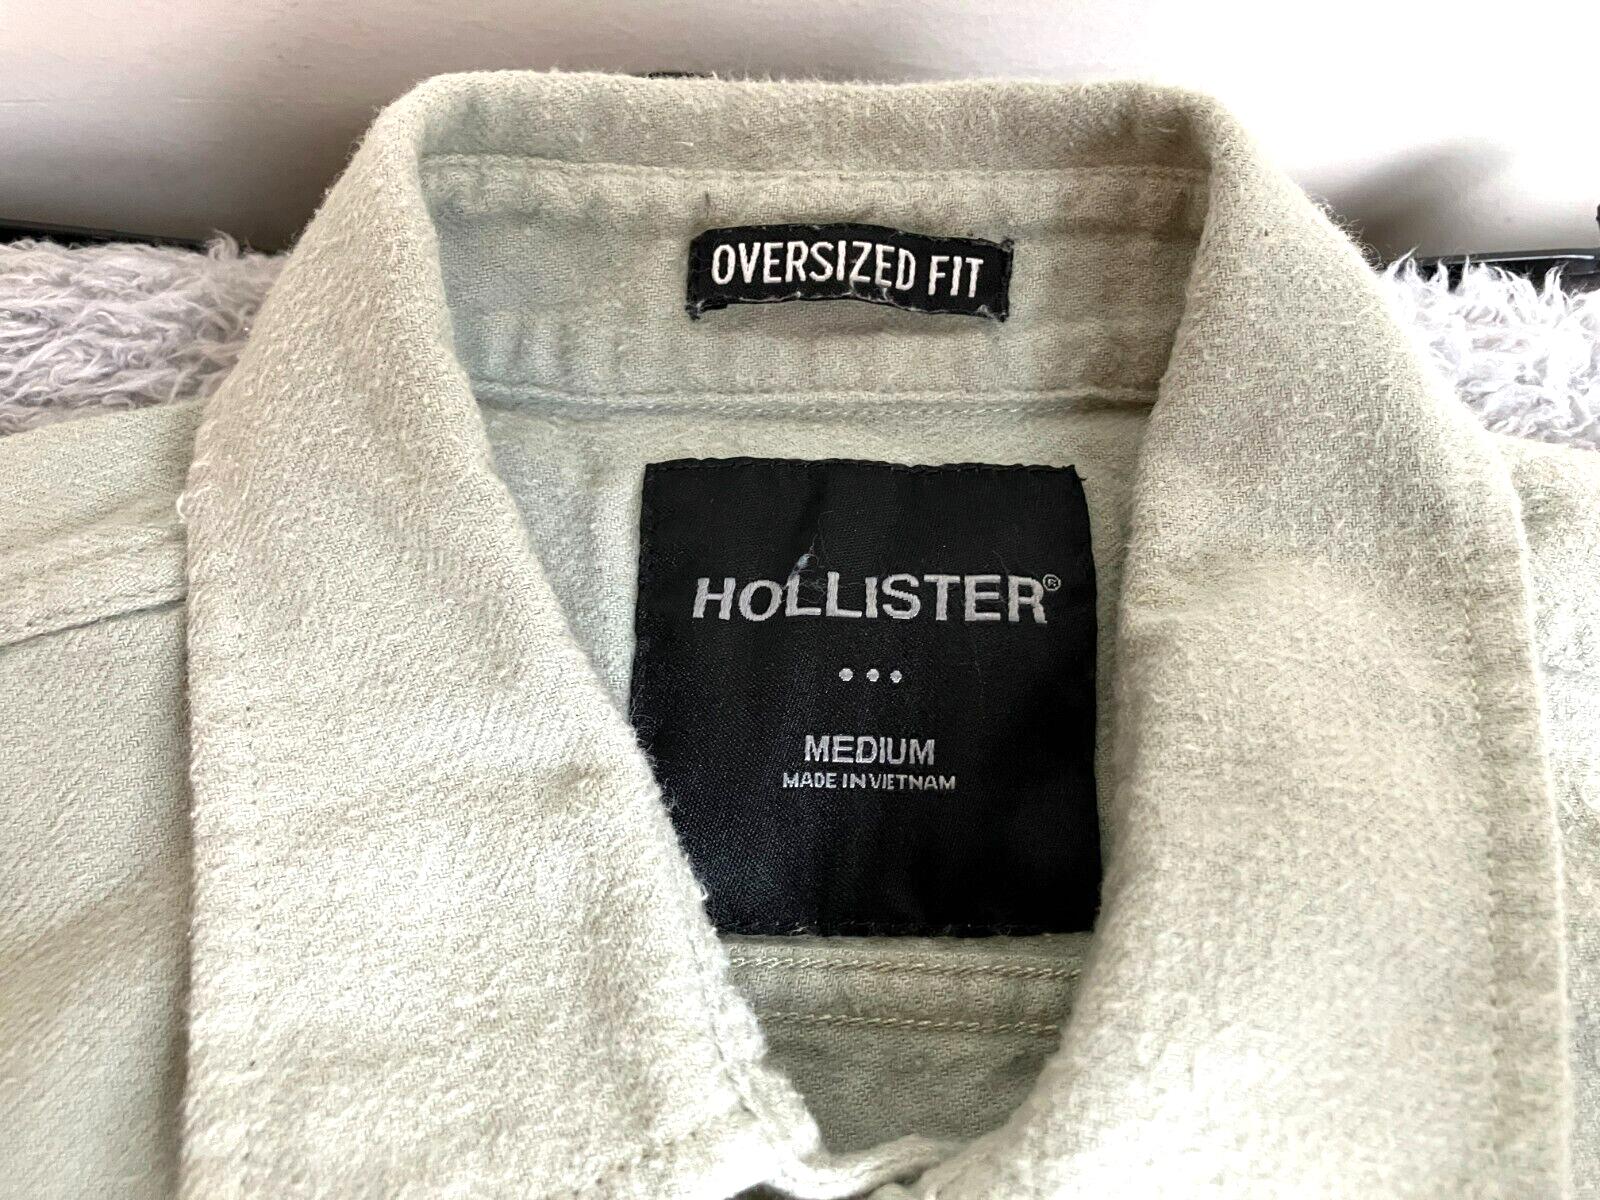 OVERSIZED FIT
HOLLISTER®
MEDIUM
MADE IN VIETNAM